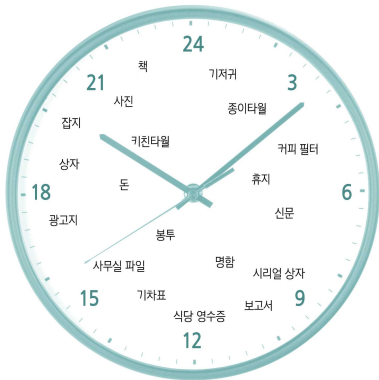 24
책
기저귀
21
3
사진
종이타월
잡지
키친타월
커피 필터
상자
돈
휴지
18
6
광고지
신문
봉투
사무실 파일
명함
시리얼 상자
15
기차표
보고서
9
식당 영수증
12